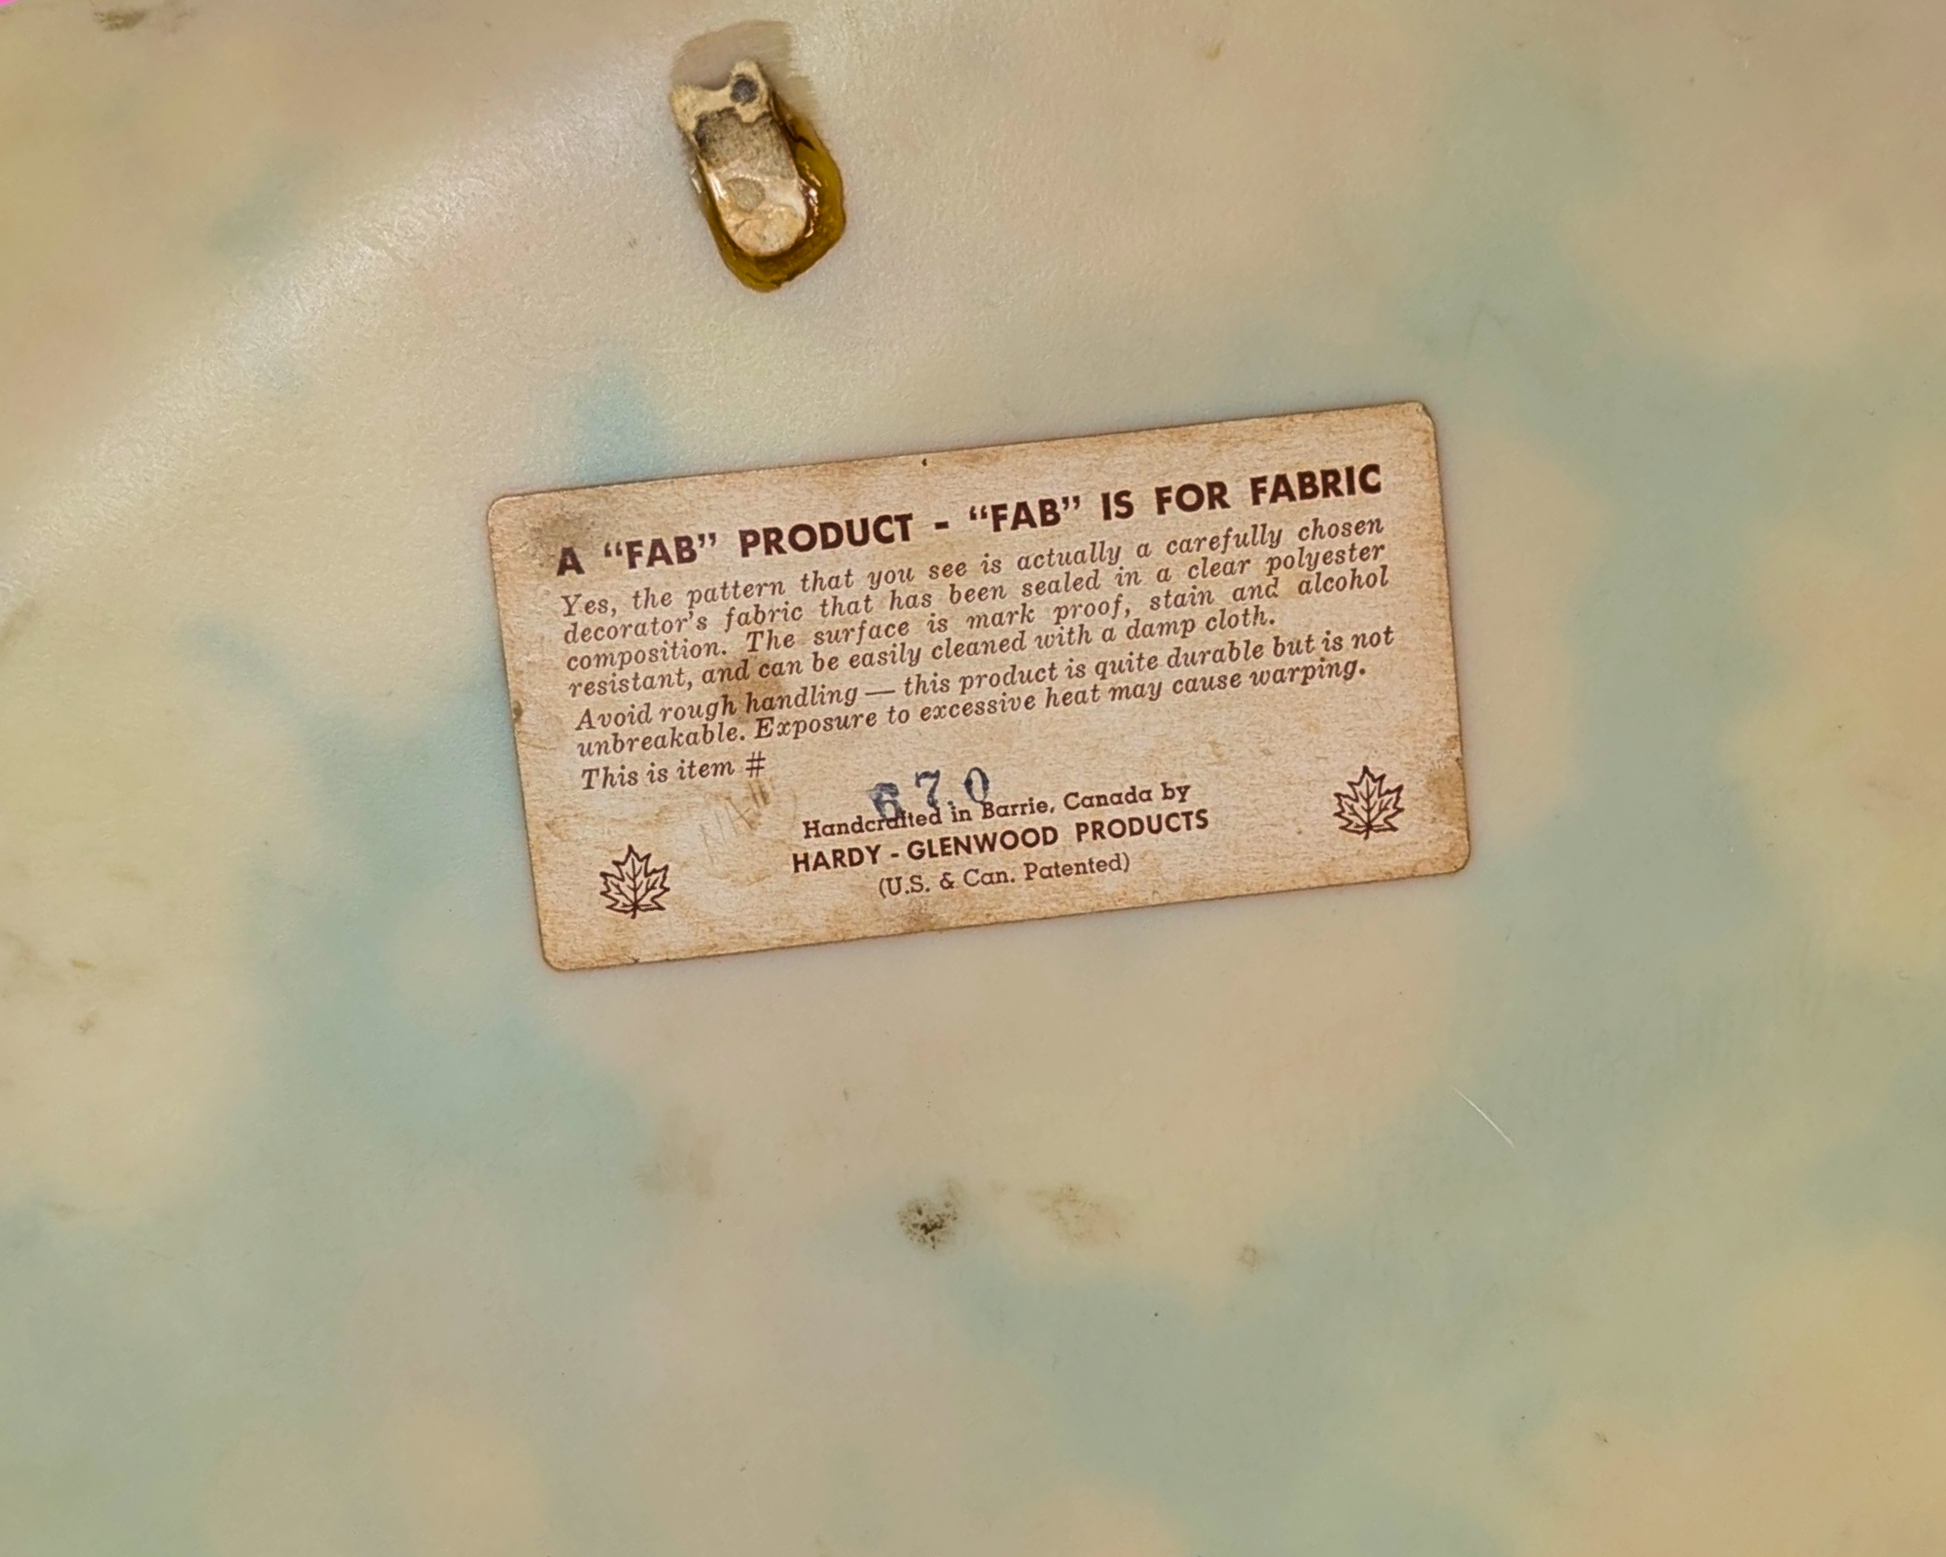 A “FAB” PRODUCT - “FAB” IS FOR FABRIC
Yes, the pattern that you see is actually a carefully chosen
decorator’s fabric that has been sealed in a clear polyester
composition. The surface is mark proof, stain and alcohol
resistant, and can be easily cleaned with a damp cloth.
Avoid rough handling — this product is quite durable but is not
unbreakable. Exposure to excessive heat may cause warping.
This is item #
670
Handcrafted in Barrie, Canada by
HARDY - GLENWOOD PRODUCTS
(U.S. & Can. Patented)